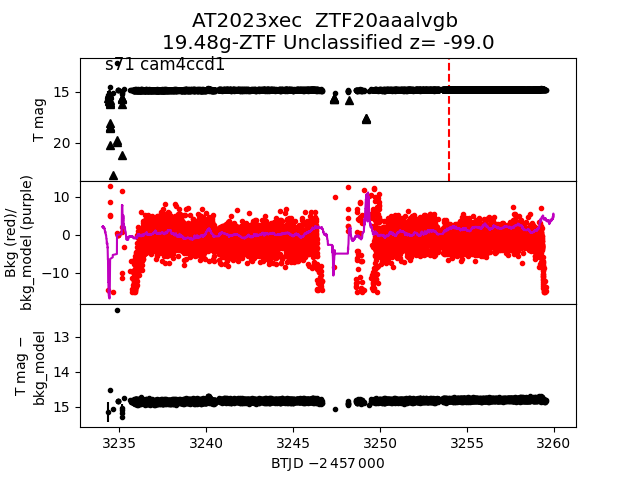 AT2023xec ZTF20aaalvgb
19.48g-ZTF Unclassified z= -99.0
s71 cam4ccd1
T mag
15
20
Bkg (red)/
bkg_model (purple)
10
0
−10
T mag −
bkg_model
13
14
15
3235 3240 3245 3250 3255 3260
BTJD −2 457 000